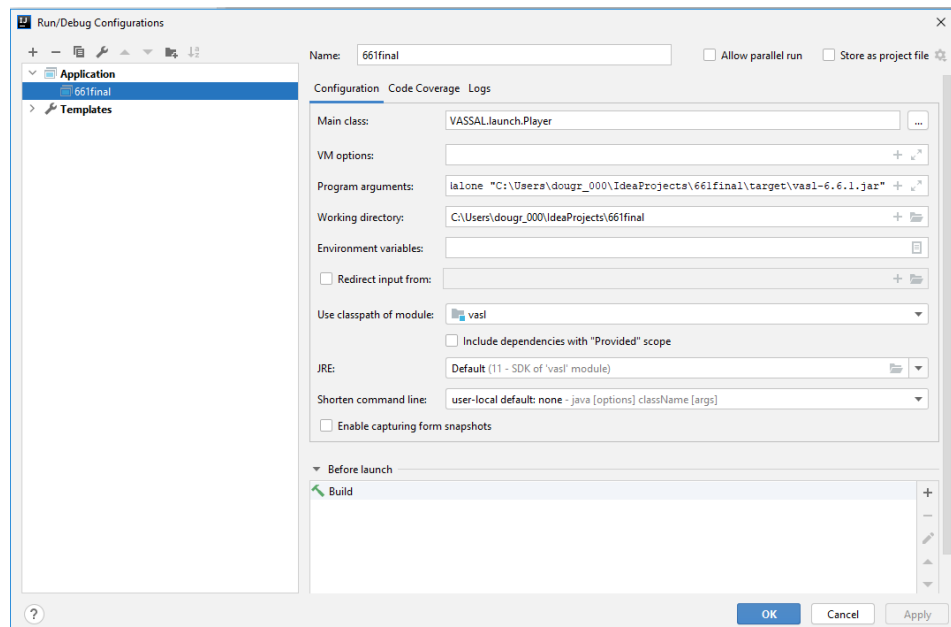 Run/Debug Configurations
Application
661final
Templates
Name: 661final
Allow parallel run
Store as project file
Configuration Code Coverage Logs
Main class: VASSAL.launch.Player ...
VM options:
Program arguments: lalone "C:\Users\dougr_000\IdeaProjects\661final\target\vasl-6.6.1.jar"
Working directory: C:\Users\dougr_000\IdeaProjects\661final
Environment variables:
Redirect input from:
Use classpath of module: vasl
Include dependencies with "Provided" scope
JRE: Default (11 - SDK of 'vasl' module)
Shorten command line: user-local default: none - java [options] className [args]
Enable capturing form snapshots
Before launch
Build
? OK Cancel Apply